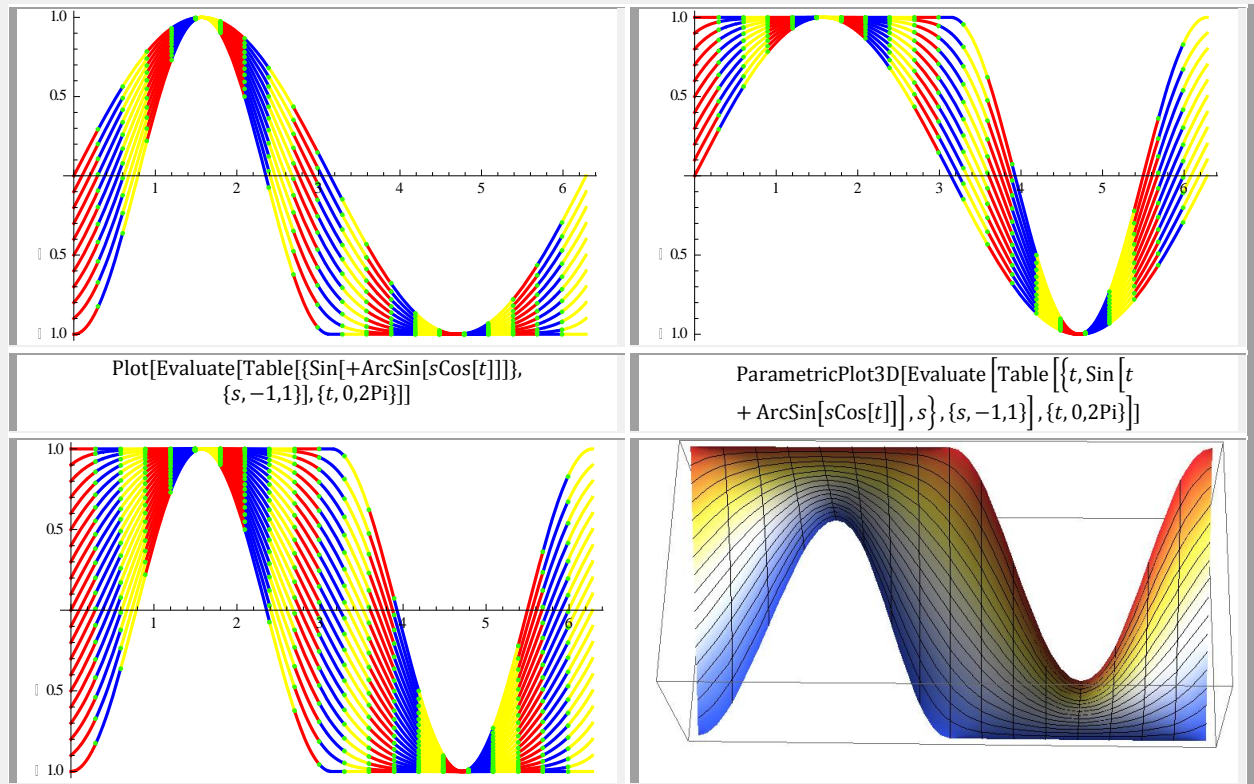 1.0
0.5
1 2 3 4 5 6
0.5
1.0
1.0
0.5
1 2 3 4 5 6
0.5
1.0
Plot[Evaluate[Table[{Sin[+ArcSin[sCos[t]]]},
{s,−1,1}],{t,0,2Pi}]]
ParametricPlot3D[Evaluate[Table[{t,Sin[t
+ ArcSin[sCos[t]]],s},{s,−1,1}],{t,0,2Pi}]]
1.0
0.5
1 2 3 4 5 6
0.5
1.0